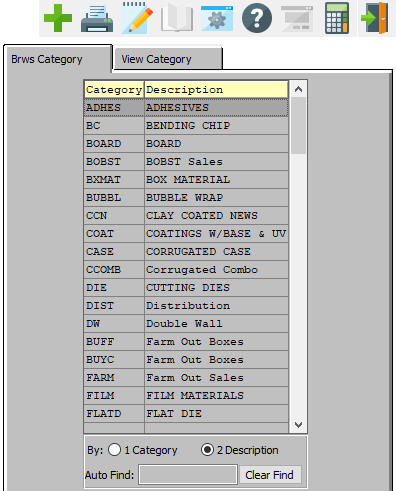 ?
Brws Category View Category
Category Description
ADHES ADHESIVES
BC BENDING CHIP
BOARD BOARD
BOBST BOBST Sales
BXMAT BOX MATERIAL
BUBBL BUBBLE WRAP
CCN CLAY COATED NEWS
COAT COATINGS W/BASE & UV
CASE CORRUGATED CASE
CCOMB Corrugated Combo
DIE CUTTING DIES
DIST Distribution
DW Double Wall
BUFF Farm Out Boxes
BUYC Farm Out Boxes
FARM Farm Out Sales
FILM FILM MATERIALS
FLATD FLAT DIE
By: 1 Category 2 Description
Auto Find: Clear Find